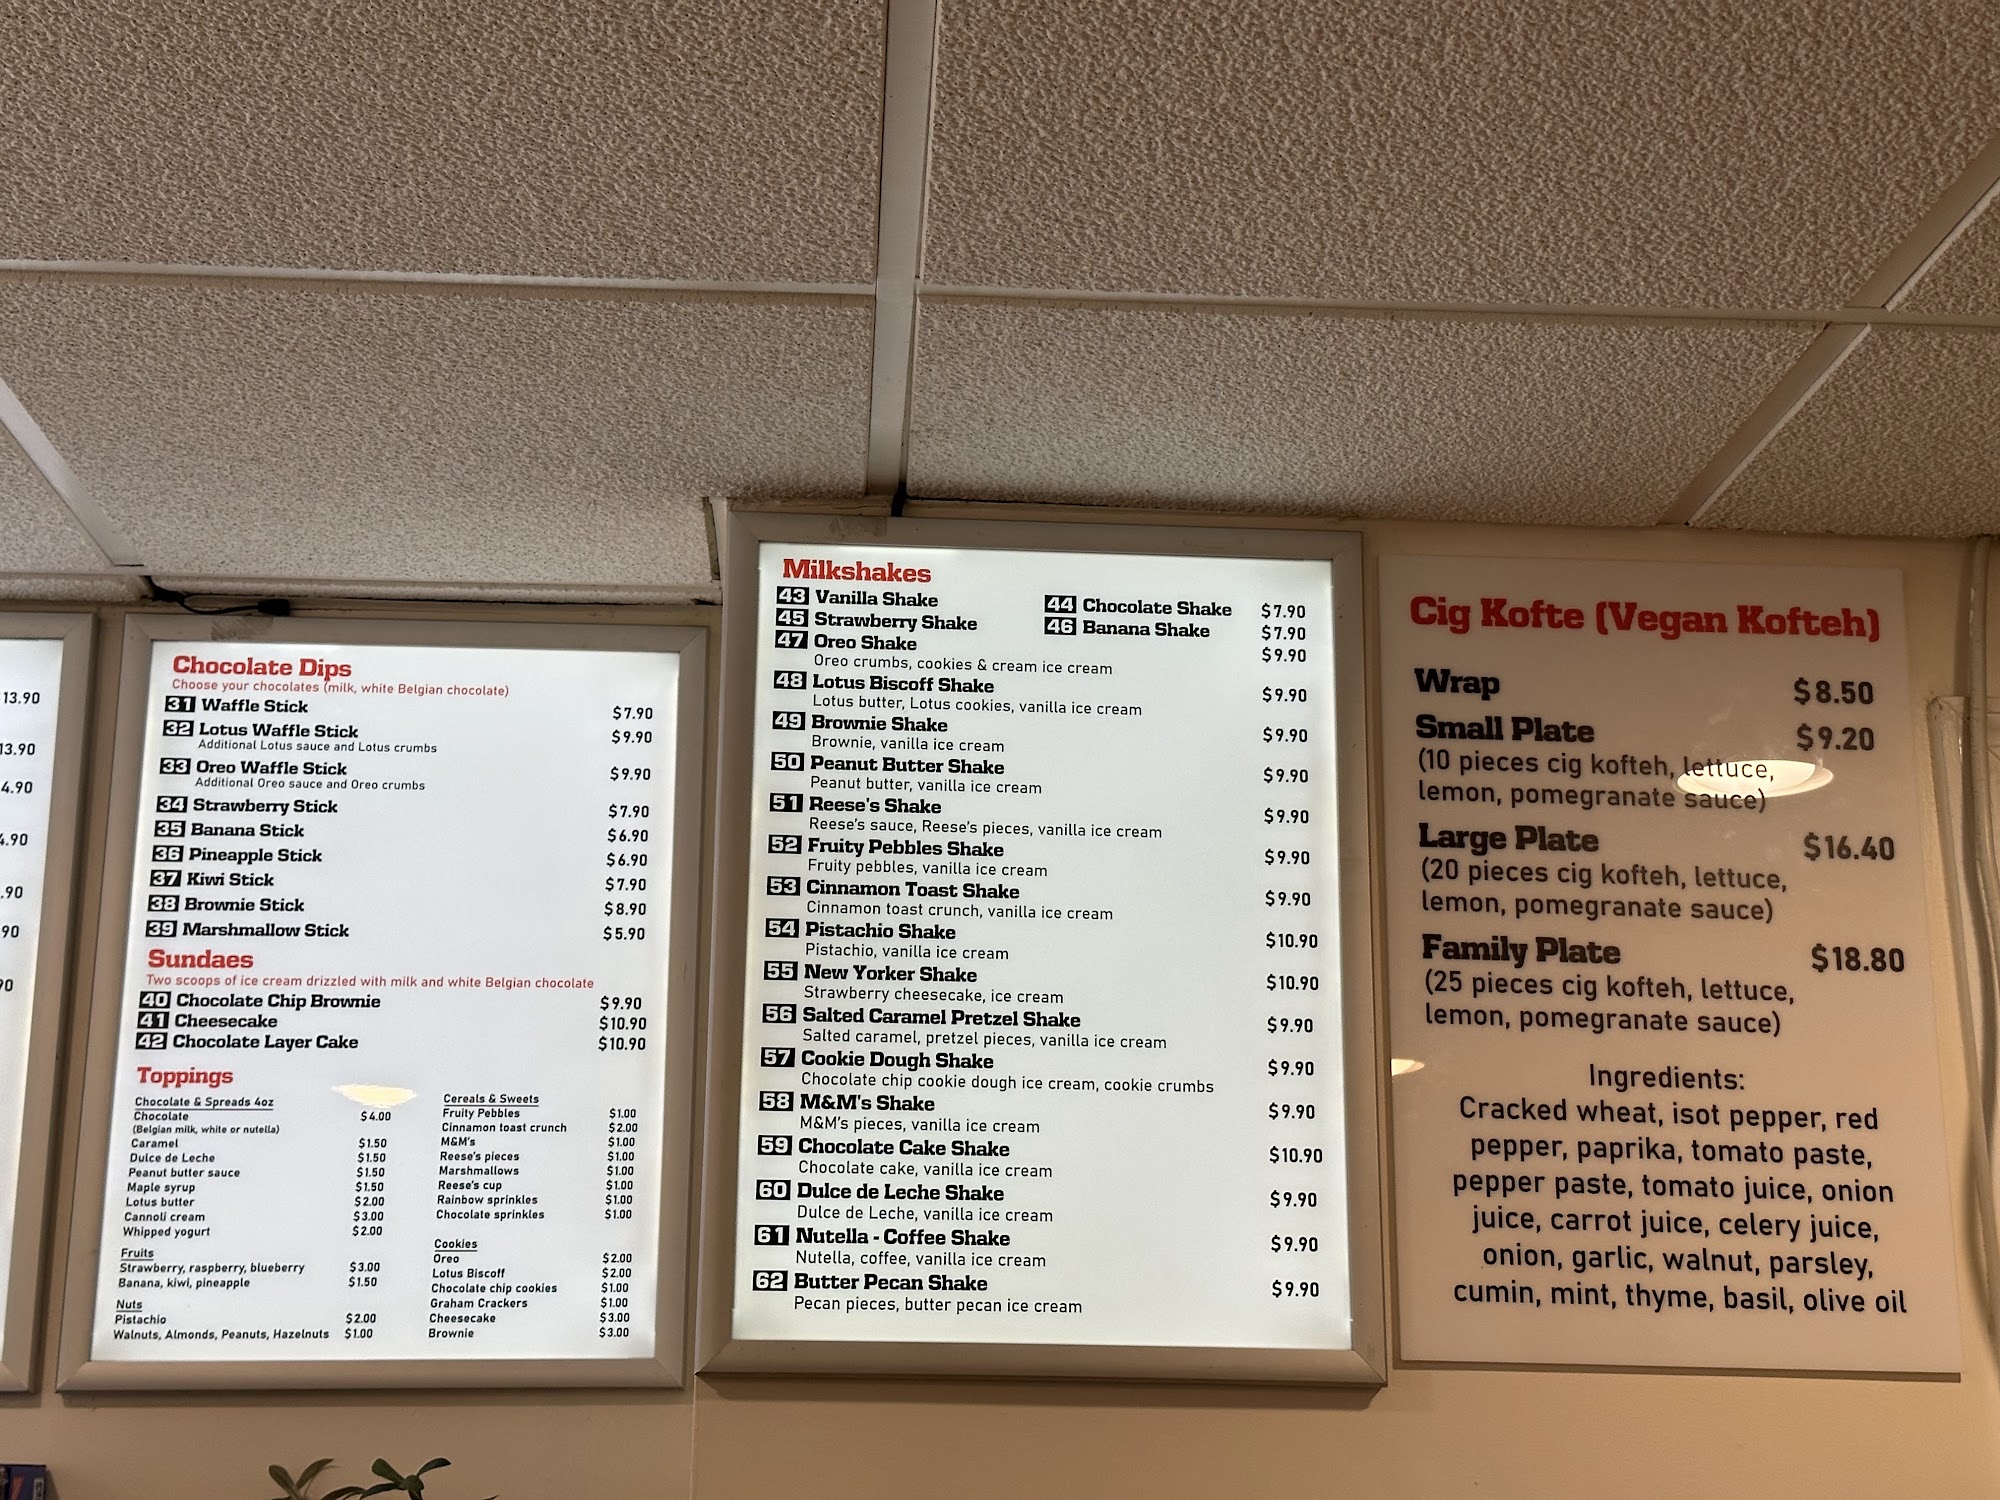 13.90
13.90
4.90
4.90
.90
90
90
Chocolate Dips
Choose your chocolates (milk, white Belgian chocolate)
31 Waffle Stick $7.90
32 Lotus Waffle Stick $9.90
Additional Lotus sauce and Lotus crumbs
33 Oreo Waffle Stick $9.90
Additional Oreo sauce and Oreo crumbs
34 Strawberry Stick $7.90
35 Banana Stick $6.90
36 Pineapple Stick $6.90
37 Kiwi Stick $7.90
38 Brownie Stick $8.90
39 Marshmallow Stick $5.90
Sundaes
Two scoops of ice cream drizzled with milk and white Belgian chocolate
40 Chocolate Chip Brownie $9.90
41 Cheesecake $10.90
42 Chocolate Layer Cake $10.90
Toppings
Chocolate & Spreads 4oz
Chocolate $4.00
(Belgian milk, white or nutella)
Caramel $1.50
Dulce de Leche $1.50
Peanut butter sauce $1.50
Maple syrup $1.50
Lotus butter $2.00
Cannoli cream $3.00
Whipped yogurt $2.00
Fruits
Strawberry, raspberry, blueberry $3.00
Banana, kiwi, pineapple $1.50
Nuts
Pistachio $2.00
Walnuts, Almonds, Peanuts, Hazelnuts $1.00
Cereals & Sweets
Fruity Pebbles $1.00
Cinnamon toast crunch $2.00
M&M's $1.00
Reese's pieces $1.00
Marshmallows $1.00
Reese's cup $1.00
Rainbow sprinkles $1.00
Chocolate sprinkles $1.00
Cookies
Oreo $2.00
Lotus Biscoff $2.00
Chocolate chip cookies $1.00
Graham Crackers $1.00
Cheesecake $3.00
Brownie $3.00
Milkshakes
43 Vanilla Shake 44 Chocolate Shake $7.90
45 Strawberry Shake 46 Banana Shake $7.90
47 Oreo Shake $9.90
Oreo crumbs, cookies & cream ice cream
48 Lotus Biscoff Shake $9.90
Lotus butter, Lotus cookies, vanilla ice cream
49 Brownie Shake $9.90
Brownie, vanilla ice cream
50 Peanut Butter Shake $9.90
Peanut butter, vanilla ice cream
51 Reese's Shake $9.90
Reese's sauce, Reese's pieces, vanilla ice cream
52 Fruity Pebbles Shake $9.90
Fruity pebbles, vanilla ice cream
53 Cinnamon Toast Shake $9.90
Cinnamon toast crunch, vanilla ice cream
54 Pistachio Shake $10.90
Pistachio, vanilla ice cream
55 New Yorker Shake $10.90
Strawberry cheesecake, ice cream
56 Salted Caramel Pretzel Shake $9.90
Salted caramel, pretzel pieces, vanilla ice cream
57 Cookie Dough Shake $9.90
Chocolate chip cookie dough ice cream, cookie crumbs
58 M&M's Shake $9.90
M&M's pieces, vanilla ice cream
59 Chocolate Cake Shake $10.90
Chocolate cake, vanilla ice cream
60 Dulce de Leche Shake $9.90
Dulce de Leche, vanilla ice cream
61 Nutella - Coffee Shake $9.90
Nutella, coffee, vanilla ice cream
62 Butter Pecan Shake $9.90
Pecan pieces, butter pecan ice cream
Cig Kofte (Vegan Kofteh)
Wrap $8.50
Small Plate $9.20
(10 pieces cig kofteh, lettuce,
lemon, pomegranate sauce)
Large Plate $16.40
(20 pieces cig kofteh, lettuce,
lemon, pomegranate sauce)
Family Plate $18.80
(25 pieces cig kofteh, lettuce,
lemon, pomegranate sauce)
Ingredients:
Cracked wheat, isot pepper, red
pepper, paprika, tomato paste,
pepper paste, tomato juice, onion
juice, carrot juice, celery juice,
onion, garlic, walnut, parsley,
cumin, mint, thyme, basil, olive oil